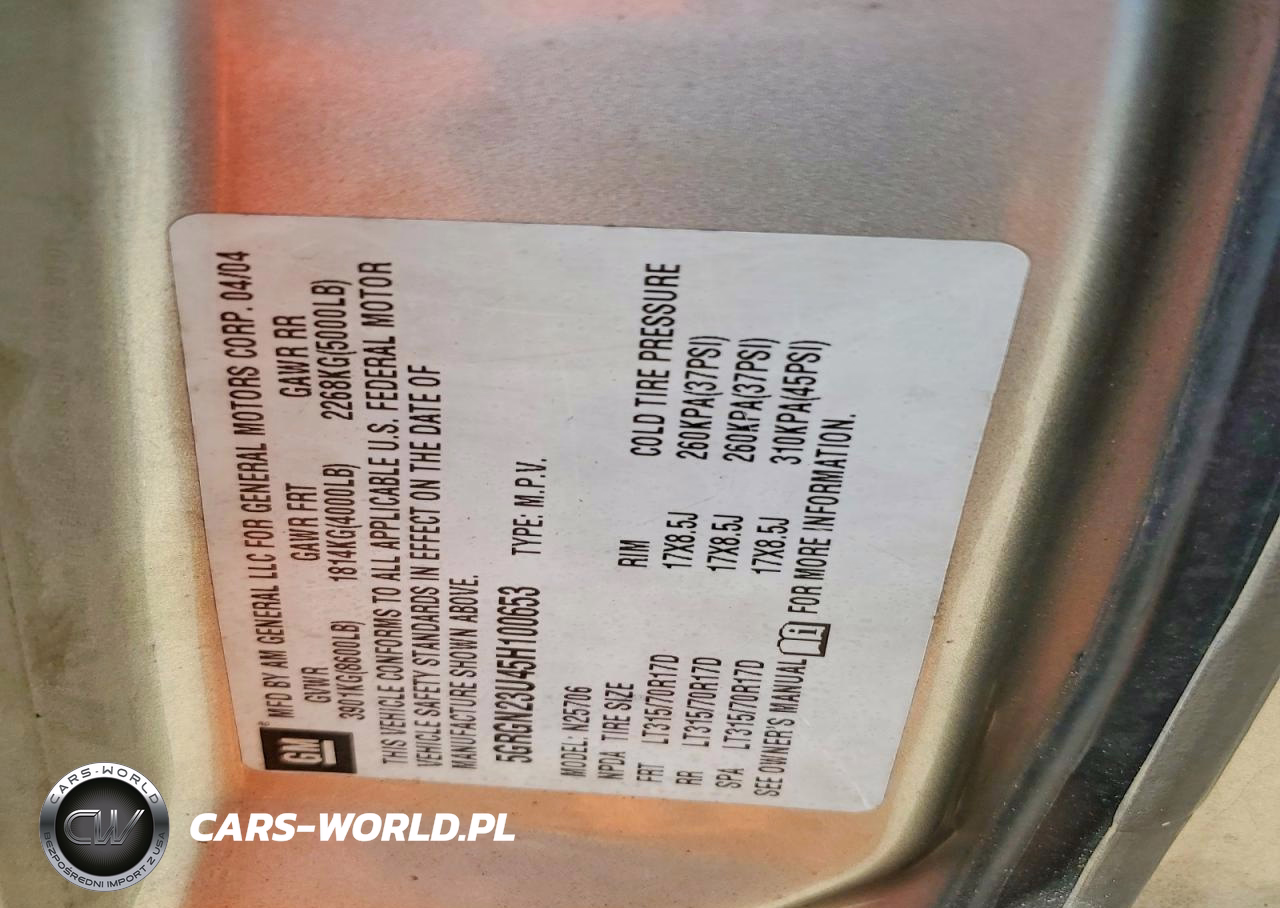 GM
MFD BY AM GENERAL LLC FOR GENERAL MOTORS CORP. 04/04
GVWR GAWR FRT GAWR RR
3901KG(8600LB) 1814KG(4000LB) 2268KG(5000LB)
THIS VEHICLE CONFORMS TO ALL APPLICABLE U.S. FEDERAL MOTOR
VEHICLE SAFETY STANDARDS IN EFFECT ON THE DATE OF
MANUFACTURE SHOWN ABOVE.
5GRGN23U45H100653 TYPE: M.P.V.
MODEL: N25706
NPDA TIRE SIZE RIM COLD TIRE PRESSURE
FRT LT315/70R17D 17X8.5J 260KPA(37PSI)
RR LT315/70R17D 17X8.5J 260KPA(37PSI)
SPA LT315/70R17D 17X8.5J 310KPA(45PSI)
SEE OWNER'S MANUAL i FOR MORE INFORMATION.
CARS-WORLD
CW
BEZPOŚREDNI IMPORT Z USA
CARS-WORLD.PL